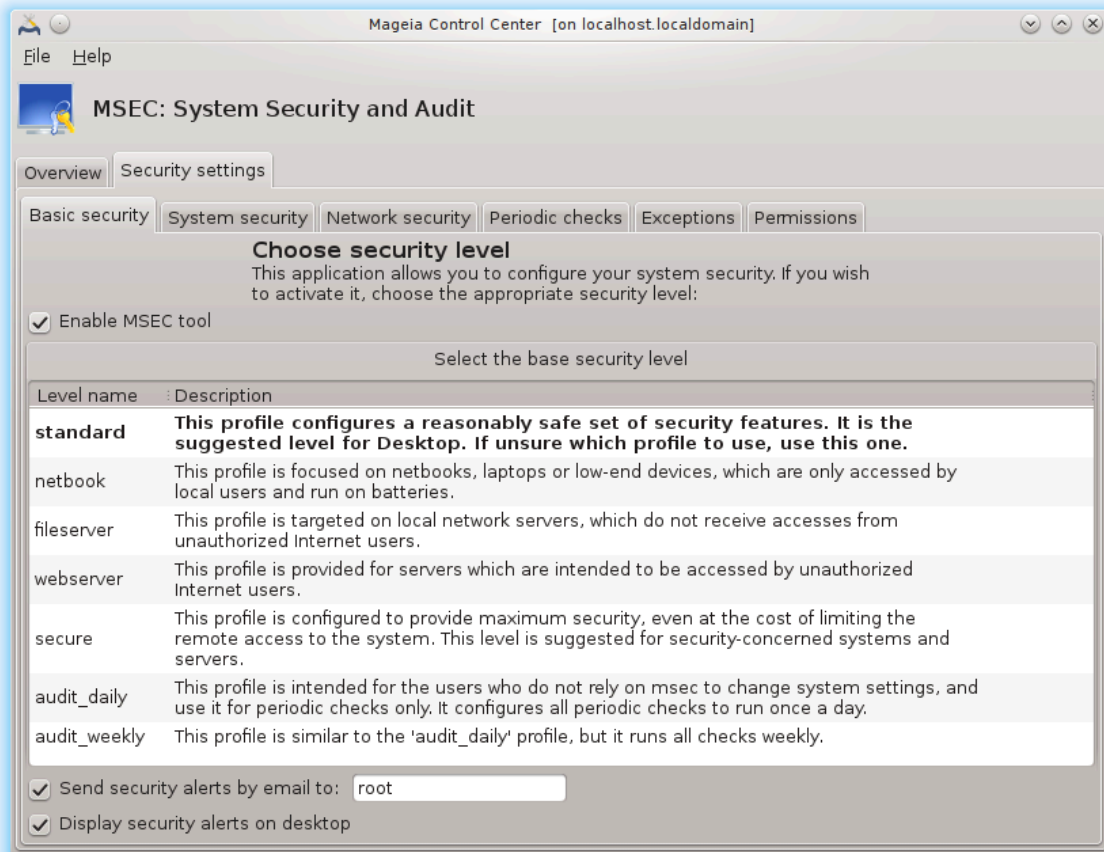 Mageia Control Center [on localhost.localdomain]
File Help
MSEC: System Security and Audit
Overview Security settings
Basic security System security Network security Periodic checks Exceptions Permissions
Choose security level
This application allows you to configure your system security. If you wish
to activate it, choose the appropriate security level:
Enable MSEC tool
Select the base security level
Level name Description
standard This profile configures a reasonably safe set of security features. It is the
suggested level for Desktop. If unsure which profile to use, use this one.
netbook This profile is focused on netbooks, laptops or low-end devices, which are only accessed by
local users and run on batteries.
fileserver This profile is targeted on local network servers, which do not receive accesses from
unauthorized Internet users.
webserver This profile is provided for servers which are intended to be accessed by unauthorized
Internet users.
secure This profile is configured to provide maximum security, even at the cost of limiting the
remote access to the system. This level is suggested for security-concerned systems and
servers.
audit_daily This profile is intended for the users who do not rely on msec to change system settings, and
use it for periodic checks only. It configures all periodic checks to run once a day.
audit_weekly This profile is similar to the 'audit_daily' profile, but it runs all checks weekly.
Send security alerts by email to: root
Display security alerts on desktop